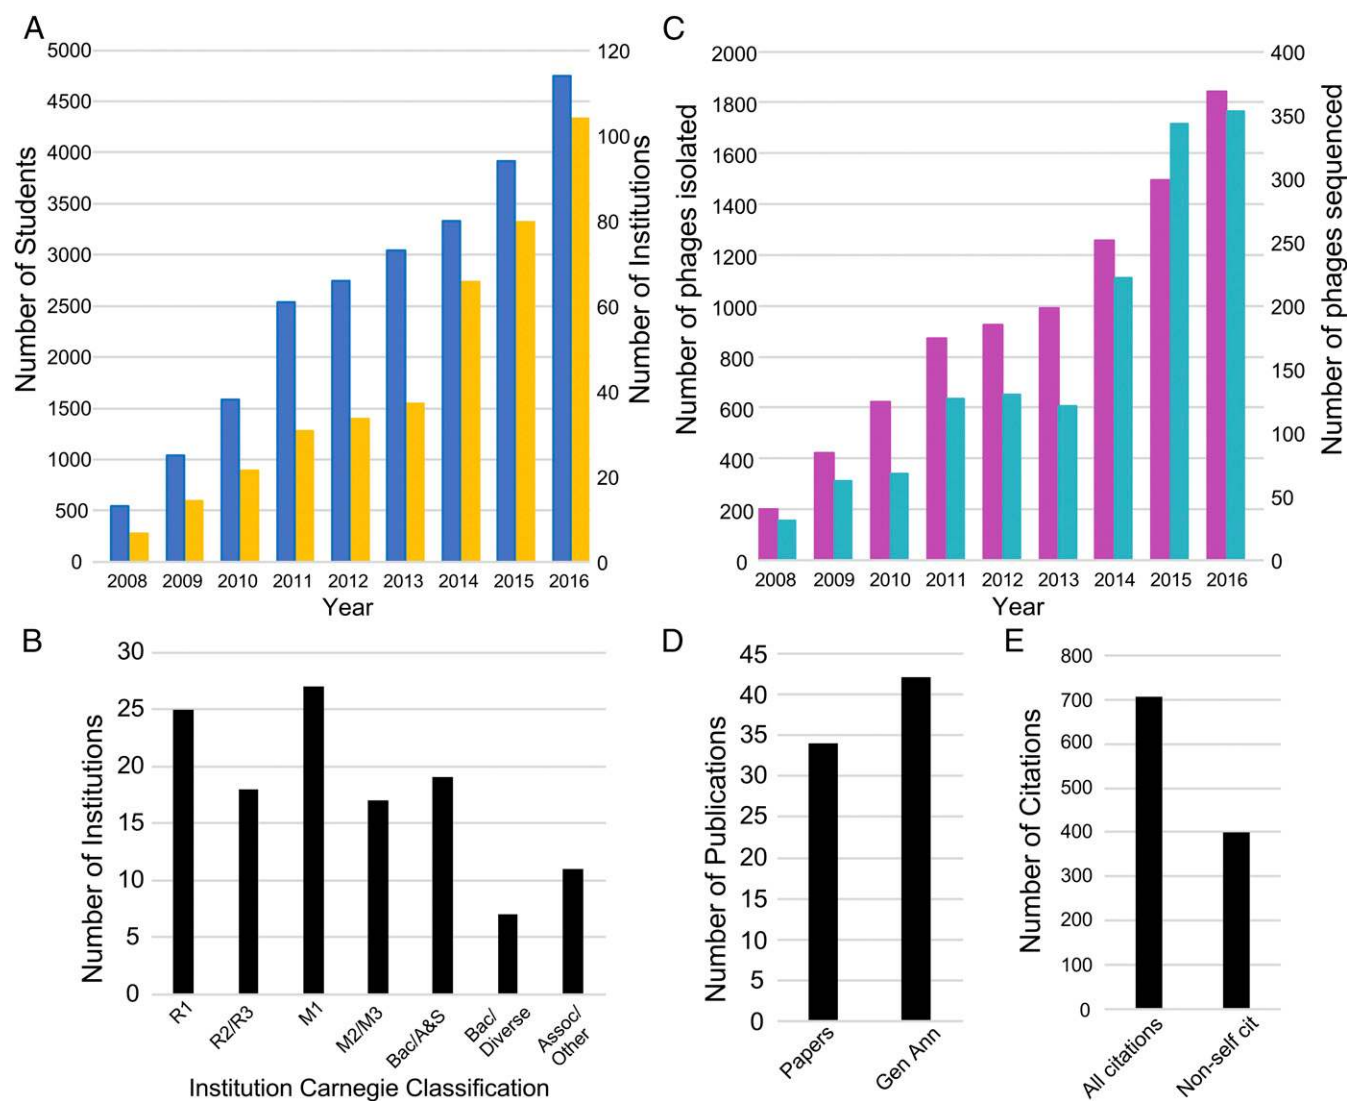 A
5000
4500
4000
3500
3000
2500
2000
1500
1000
500
0
Number of Students
120
100
80
60
40
20
0
Number of Institutions
2008 2009 2010 2011 2012 2013 2014 2015 2016
Year
C
2000
1800
1600
1400
1200
1000
800
600
400
200
0
Number of phages isolated
400
350
300
250
200
150
100
50
0
Number of phages sequenced
2008 2009 2010 2011 2012 2013 2014 2015 2016
Year
B
30
25
20
15
10
5
0
Number of Institutions
R1
R2/R3
M1
M2/M3
Bac/A&S
Bac/
Diverse
Assoc/
Other
Institution Carnegie Classification
D
45
40
35
30
25
20
15
10
5
0
Number of Publications
Papers
Gen Ann
E
800
700
600
500
400
300
200
100
0
Number of Citations
All citations
Non-self cit